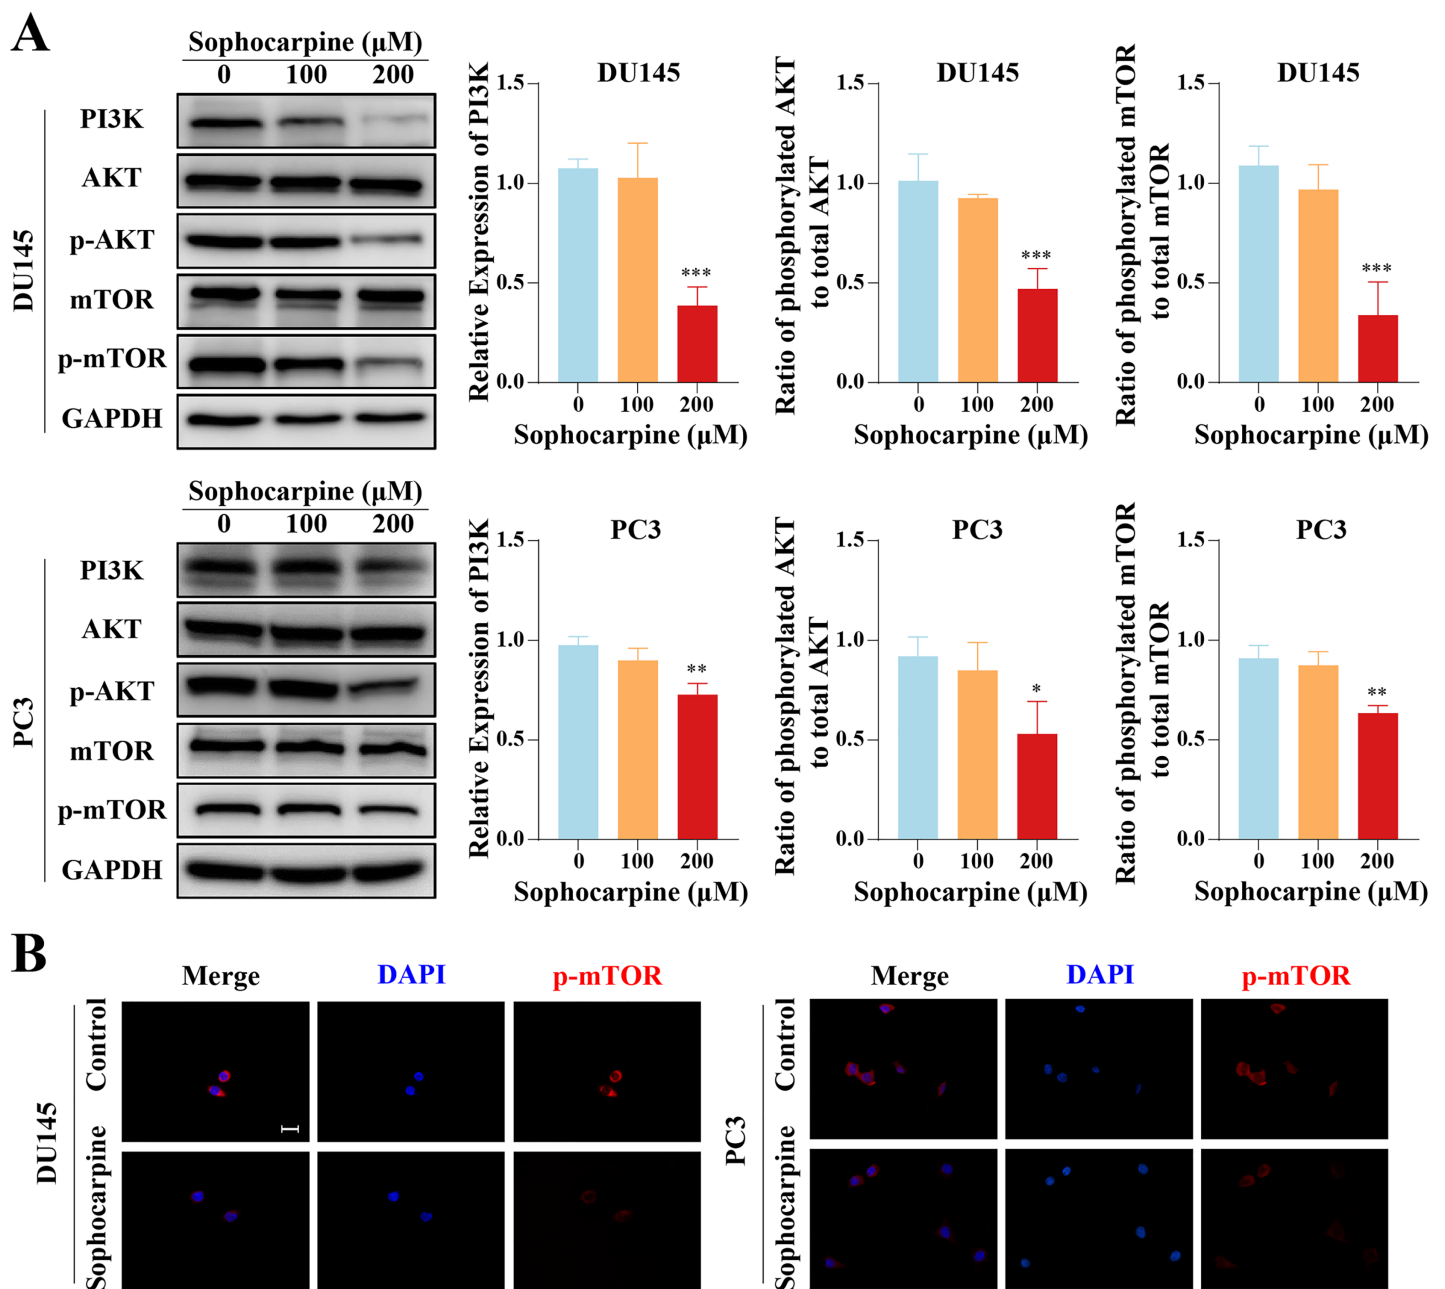 A
Sophocarpine (μM)
0 100 200
PI3K
AKT
p-AKT
mTOR
p-mTOR
GAPDH
DU145
DU145
Relative Expression of PI3K
1.5
1.0
0.5
0.0
***
0 100 200
Sophocarpine (μM)
DU145
Ratio of phosphorylated AKT
to total AKT
1.5
1.0
0.5
0.0
***
0 100 200
Sophocarpine (μM)
DU145
Ratio of phosphorylated mTOR
to total mTOR
1.5
1.0
0.5
0.0
***
0 100 200
Sophocarpine (μM)
Sophocarpine (μM)
0 100 200
PI3K
AKT
p-AKT
mTOR
p-mTOR
GAPDH
PC3
PC3
Relative Expression of PI3K
1.5
1.0
0.5
0.0
**
0 100 200
Sophocarpine (μM)
PC3
Ratio of phosphorylated AKT
to total AKT
1.5
1.0
0.5
0.0
*
0 100 200
Sophocarpine (μM)
PC3
Ratio of phosphorylated mTOR
to total mTOR
1.5
1.0
0.5
0.0
**
0 100 200
Sophocarpine (μM)
B
Merge DAPI p-mTOR
DU145
Control
Sophocarpine
Merge DAPI p-mTOR
PC3
Control
Sophocarpine